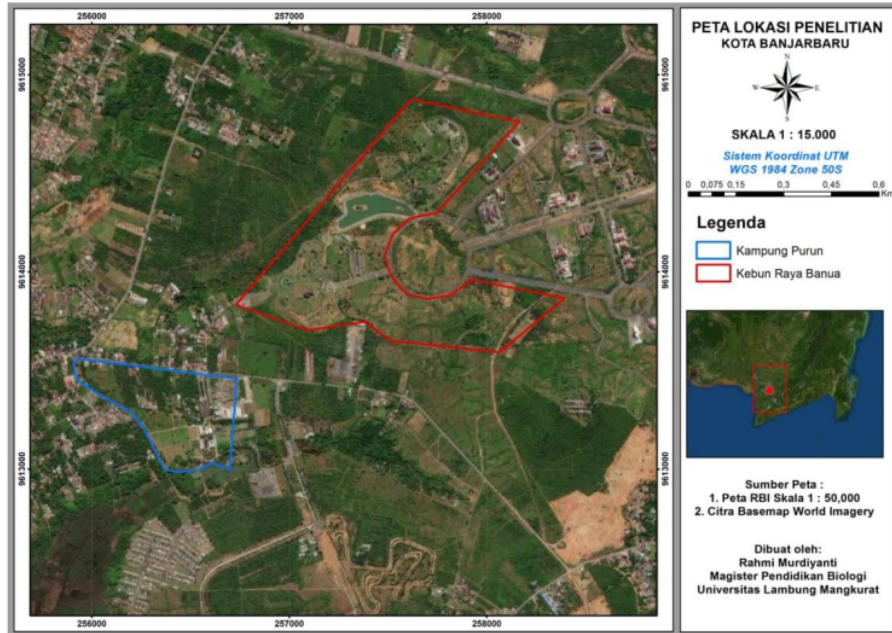 256000 257000 258000
9615000 9615000
9614000 9614000
9613000 9613000
256000 257000 258000
PETA LOKASI PENELITIAN
KOTA BANJARBARU
N
W E
S
SKALA 1 : 15.000
Sistem Koordinat UTM
WGS 1984 Zone 50S
0 0,075 0,15 0,3 0,45 0,6
Km
Legenda
Kampung Purun
Kebun Raya Banua
Sumber Peta :
1. Peta RBI Skala 1 : 50,000
2. Citra Basemap World Imagery
Dibuat oleh:
Rahmi Murdiyanti
Magister Pendidikan Biologi
Universitas Lambung Mangkurat